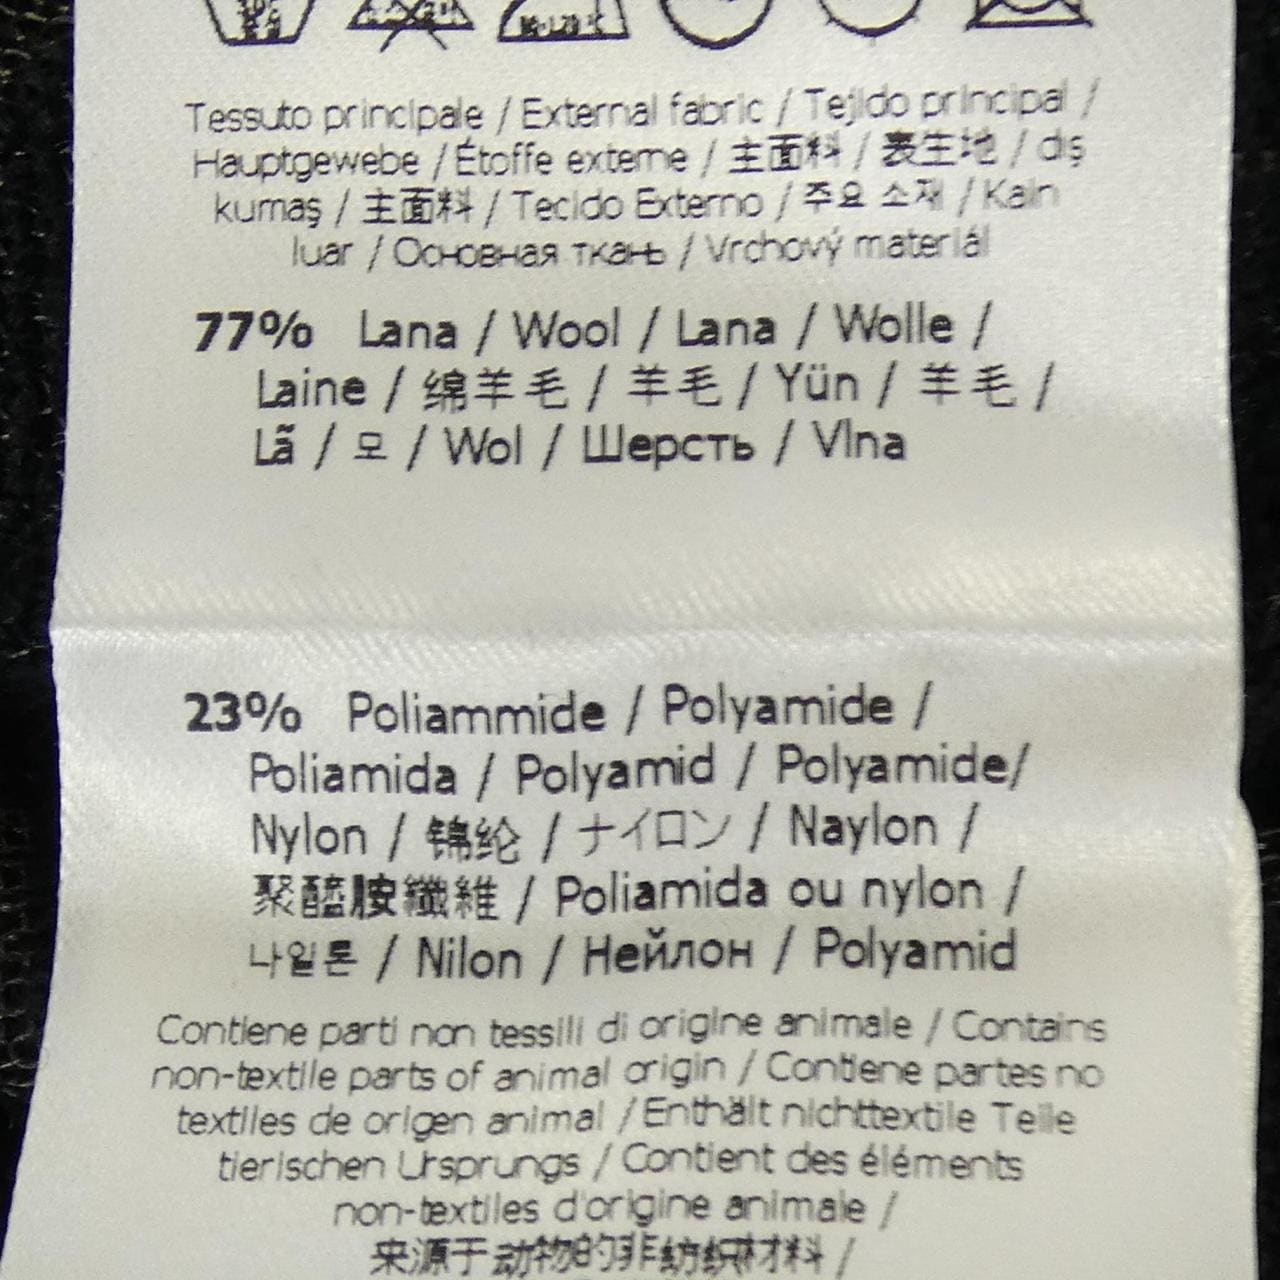 Tessuto principale / External fabric / Tejido principal /
Hauptgewebe / Étoffe externe / 主面料 / 表生地 / dış
kumaş / 主面料 / Tecido Externo / 주요 소재 / Kain
luar / Основная ткань / Vrchový materiál
77% Lana / Wool / Lana / Wolle /
Laine / 绵羊毛 / 羊毛 / Yün / 羊毛 /
Lã / 모 / Wol / Шерсть / Vlna
23% Poliammide / Polyamide /
Poliamida / Polyamid / Polyamide/
Nylon / 锦纶 / ナイロン / Naylon /
聚醯胺纖維 / Poliamida ou nylon /
나일론 / Nilon / Нейлон / Polyamid
Contiene parti non tessili di origine animale / Contains
non-textile parts of animal origin / Contiene partes no
textiles de origen animal / Enthält nichttextile Teile
tierischen Ursprungs / Contient des éléments
non-textiles d'origine animale /
来源于动物的非纺织材料 /